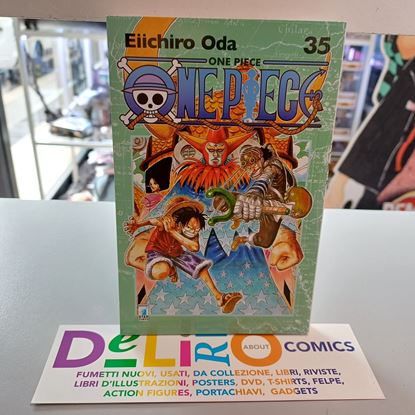 Eiichiro Oda
35
ONE PIECE
ONE PIECE
DeLiRiO ABOUT COMICS
FUMETTI NUOVI, USATI, DA COLLEZIONE, LIBRI, RIVISTE,
LIBRI D'ILLUSTRAZIONI, POSTERS, DVD, T-SHIRTS, FELPE,
ACTION FIGURES, PORTACHIAVI, GADGETS